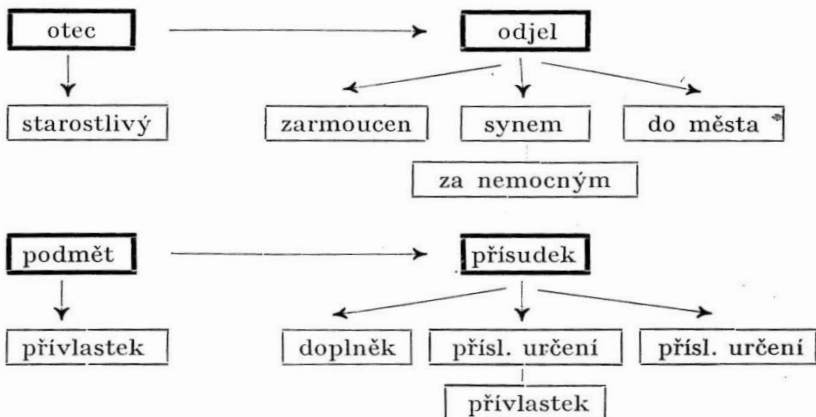 otec odjel
starostlivý zarmoucen synem do města
za nemocným
podmět přísudek
přívlastek doplněk přísl. určení přísl. určení
přívlastek